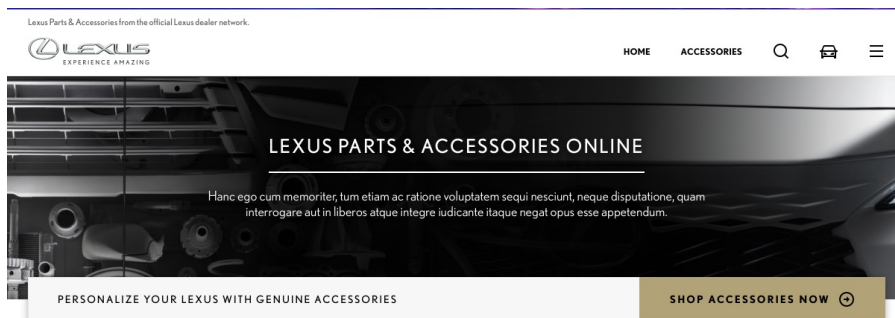 Lexus Parts & Accessories from the official Lexus dealer network.
LEXUS
EXPERIENCE AMAZING
HOME ACCESSORIES
LEXUS PARTS & ACCESSORIES ONLINE
Hanc ego cum memoriter, tum etiam ac ratione voluptatem sequi nesciunt, neque disputatione, quam
interrogare aut in liberos atque integre iudicante itaque negat opus esse appetendum.
PERSONALIZE YOUR LEXUS WITH GENUINE ACCESSORIES
SHOP ACCESSORIES NOW